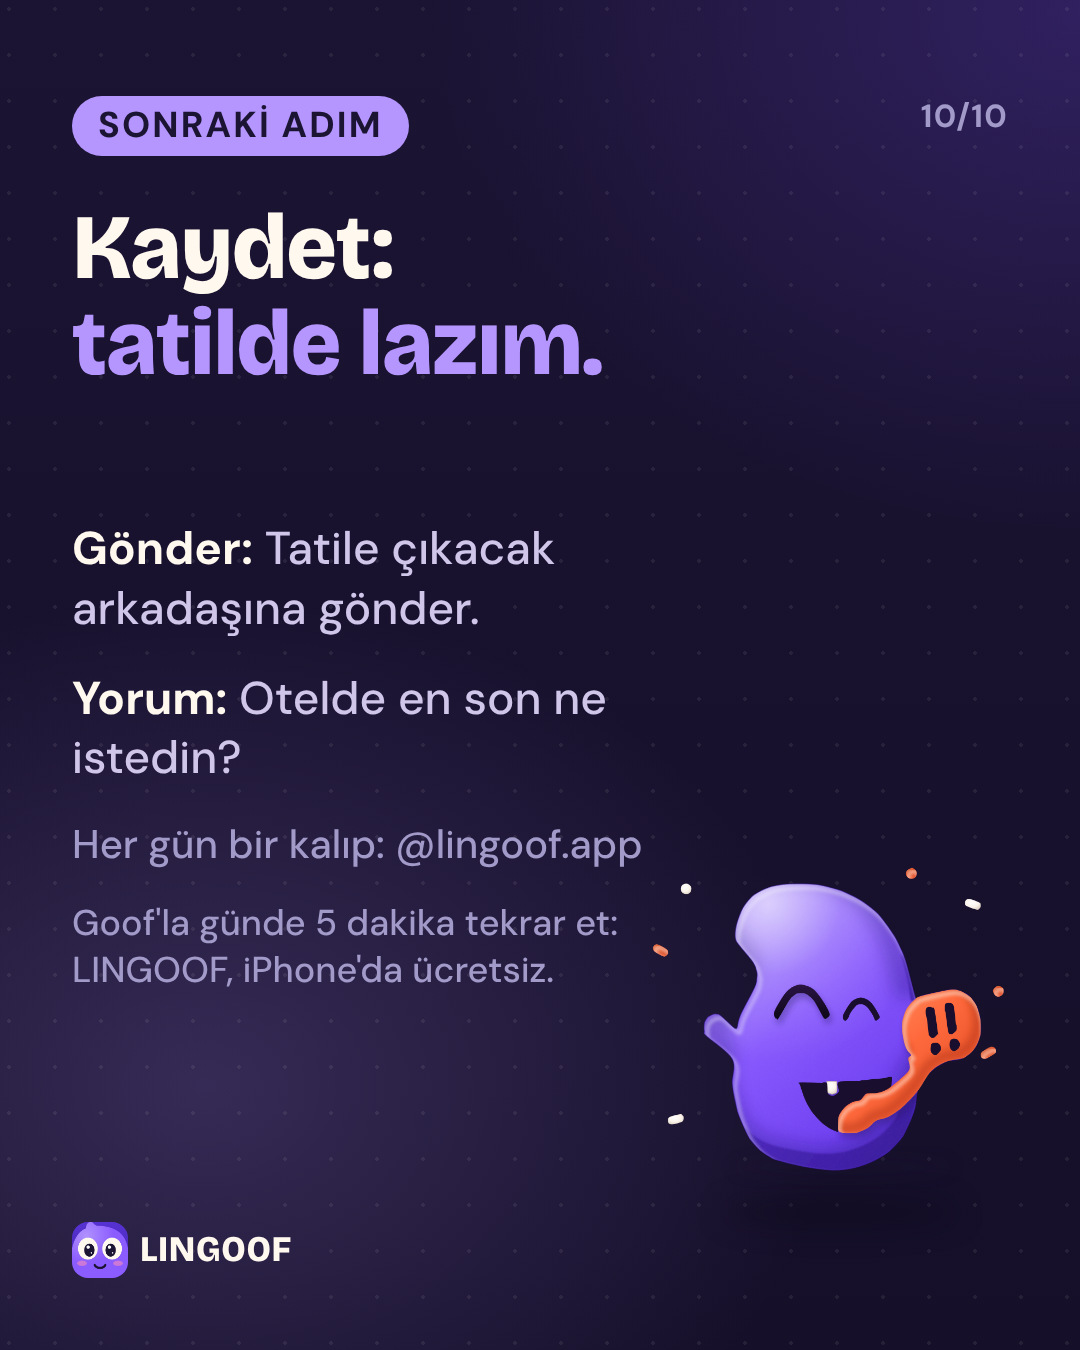 SONRAKİ ADIM
10/10
Kaydet:
tatilde lazım.
Gönder: Tatile çıkacak
arkadaşına gönder.
Yorum: Otelde en son ne
istedin?
Her gün bir kalıp: @lingoof.app
Goof'la günde 5 dakika tekrar et:
LINGOOF, iPhone'da ücretsiz.
!!
LINGOOF